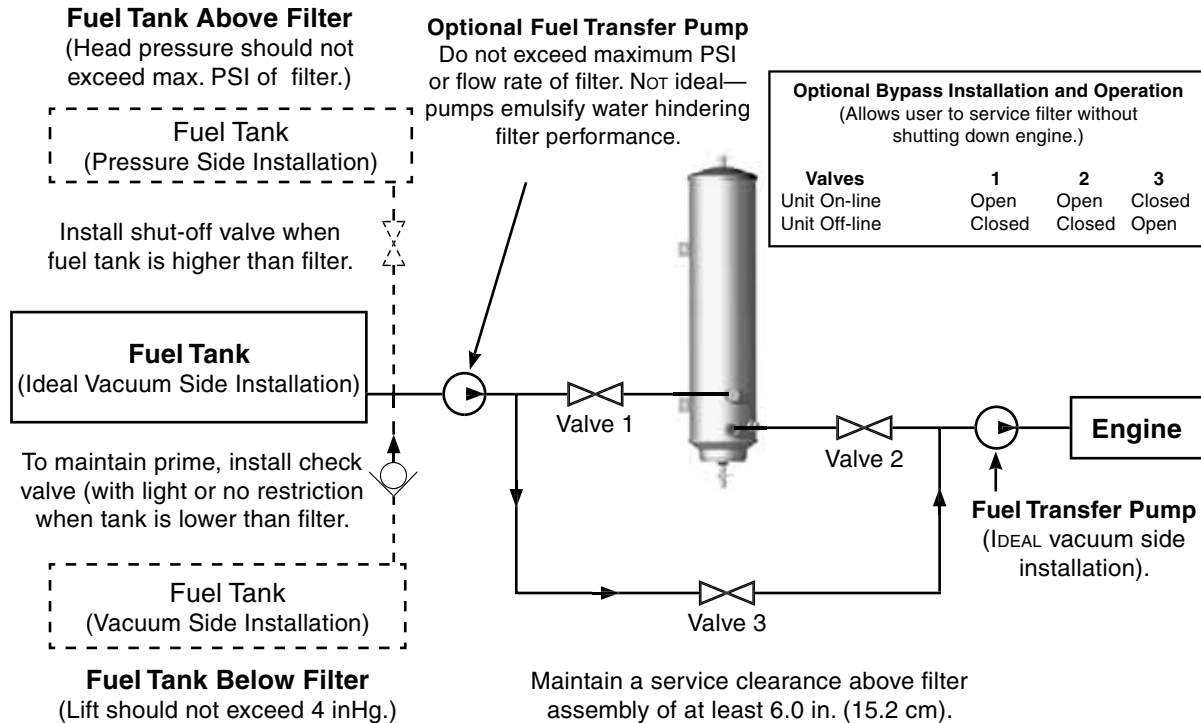 Fuel Tank Above Filter
(Head pressure should not
exceed max. PSI of filter.)
Fuel Tank
(Pressure Side Installation)
Install shut-off valve when
fuel tank is higher than filter.
Fuel Tank
(Ideal Vacuum Side Installation)
To maintain prime, install check
valve (with light or no restriction
when tank is lower than filter.
Fuel Tank
(Vacuum Side Installation)
Fuel Tank Below Filter
(Lift should not exceed 4 inHg.)
Optional Fuel Transfer Pump
Do not exceed maximum PSI
or flow rate of filter. NOT ideal—
pumps emulsify water hindering
filter performance.
Optional Bypass Installation and Operation
(Allows user to service filter without
shutting down engine.)
Valves 1 2 3
Unit On-line Open Open Closed
Unit Off-line Closed Closed Open
Valve 1
Valve 2
Valve 3
Engine
Fuel Transfer Pump
(IDEAL vacuum side
installation).
Maintain a service clearance above filter
assembly of at least 6.0 in. (15.2 cm).